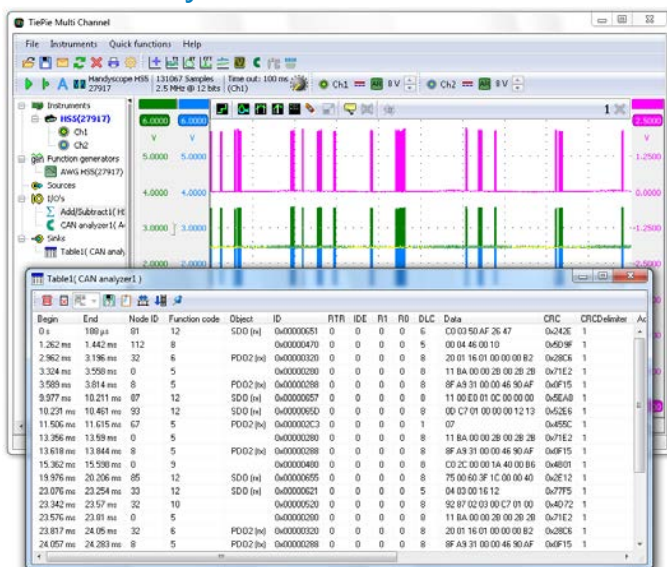 TiePie Multi Channel
File Instruments Quick functions Help
Handyscope HS5 27917 131067 Samples 2.5 MHz @ 12 bits Time out: 100 ms (Ch1) Ch1 8 V Ch2 8 V
Instruments
HS5(27917)
Ch1
Ch2
Function generators
AWG HS5(27917)
Sources
I/O's
Add/Subtract1( H
CAN analyzer1( A
Sinks
Table1( CAN analy
6.0000 6.0000 2.5000
V V V
5.0000 5.0000 1.2500
4.0000 4.0000 0.0000
3.0000 3.0000 -1.2500
2.0000 2.0000 -2.5000
1
Table1( CAN analyzer1 )
Begin End Node ID Function code Object ID RTR IDE R1 R0 DLC Data CRC CRCDelimiter Ac
0 s 188 µs 81 12 SDO (rx) 0x00000651 0 0 0 0 6 C0 03 50 AF 26 47 0x242E 1
1.262 ms 1.442 ms 112 8 0x00000470 0 0 0 0 5 00 04 46 00 10 0x5D9F 1
2.962 ms 3.196 ms 32 6 PDO2 (rx) 0x00000320 0 0 0 0 8 20 01 16 01 00 00 00 B2 0x28C6 1
3.324 ms 3.558 ms 0 5 0x00000280 0 0 0 0 8 11 8A 00 00 2B 00 2B 2B 0x71E2 1
3.589 ms 3.814 ms 8 5 PDO2 (tx) 0x00000288 0 0 0 0 8 8F A9 31 00 00 46 90 AF 0x0F15 1
9.977 ms 10.211 ms 87 12 SDO (rx) 0x00000657 0 0 0 0 8 11 00 E0 01 0C 00 00 00 0x5EA8 1
10.231 ms 10.461 ms 93 12 SDO (rx) 0x0000065D 0 0 0 0 8 0D C7 01 00 00 00 12 13 0x52E6 1
11.506 ms 11.615 ms 67 5 PDO2 (tx) 0x000002C3 0 0 0 0 1 07 0x455C 1
13.356 ms 13.59 ms 0 5 0x00000280 0 0 0 0 8 11 8A 00 00 2B 00 2B 2B 0x71E2 1
13.618 ms 13.844 ms 8 5 PDO2 (tx) 0x00000288 0 0 0 0 8 8F A9 31 00 00 46 90 AF 0x0F15 1
15.362 ms 15.598 ms 0 9 0x00000480 0 0 0 0 8 C0 2C 00 00 1A 40 00 B6 0x4801 1
19.976 ms 20.206 ms 85 12 SDO (rx) 0x00000655 0 0 0 0 8 75 00 60 3F 1C 00 00 40 0x2E12 1
23.076 ms 23.254 ms 33 12 SDO (rx) 0x00000621 0 0 0 0 5 04 03 00 16 12 0x77F5 1
23.342 ms 23.57 ms 32 10 0x00000520 0 0 0 0 8 92 87 02 03 00 C7 01 00 0x4D72 1
23.576 ms 23.81 ms 0 5 0x00000280 0 0 0 0 8 11 8A 00 00 2B 00 2B 2B 0x71E2 1
23.817 ms 24.05 ms 32 6 PDO2 (rx) 0x00000320 0 0 0 0 8 20 01 16 01 00 00 00 B2 0x28C6 1
24.057 ms 24.283 ms 8 5 PDO2 (tx) 0x00000288 0 0 0 0 8 8F A9 31 00 00 46 90 AF 0x0F15 1